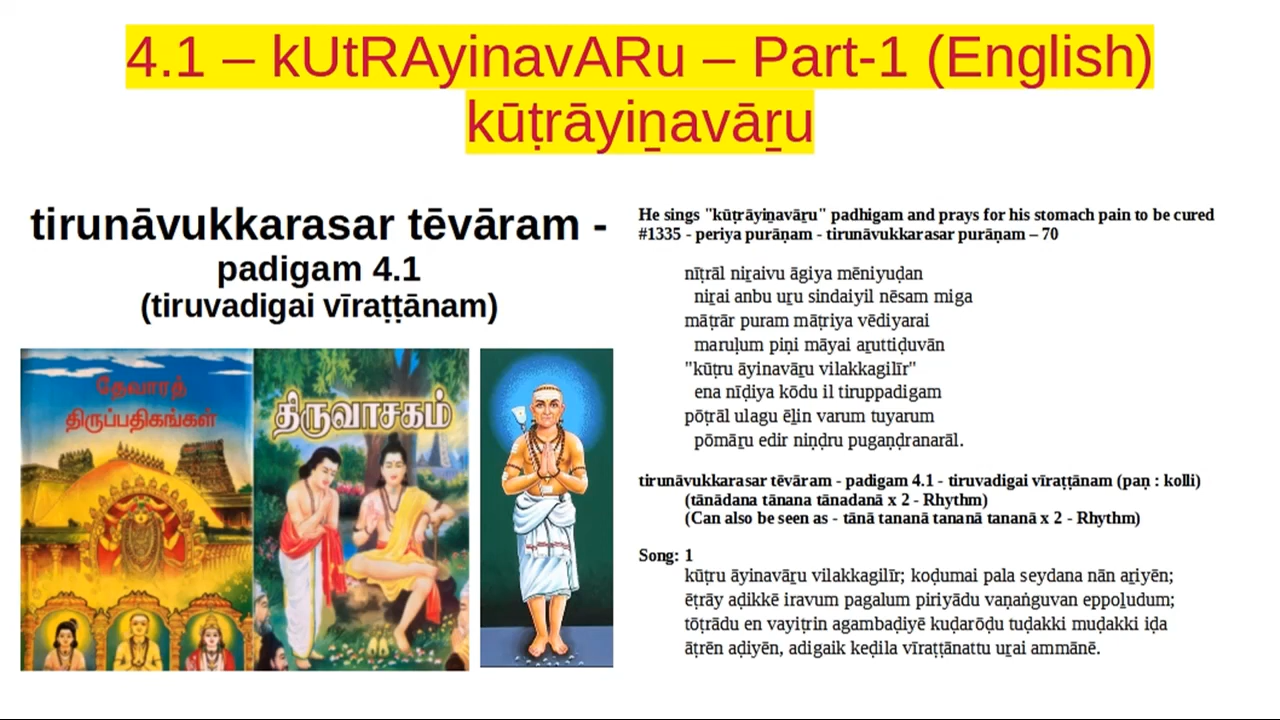 4.1 – kUtRAyinavARu – Part-1 (English)
kūṭrāyiṉavāṟu
tirunāvukkarasar tēvāram -
padigam 4.1
(tiruvadigai vīraṭṭānam)
தேவாரத்
திருப்பதிகங்கள்
திருவாசகம்
He sings "kūṭrāyiṉavāṟu" padhigam and prays for his stomach pain to be cured
#1335 - periya purāṇam - tirunāvukkarasar purāṇam – 70
nīṭrāl niṟaivu āgiya mēniyuḍan
niṟai anbu uṟu sindaiyil nēsam miga
māṭrār puram māṭriya vēdiyarai
maruḷum piṇi māyai aṟuttiḍuvān
"kūṭru āyinavāṟu vilakkagilīr"
ena nīḍiya kōdu il tiruppadigam
pōṭrāl ulagu ēḻin varum tuyarum
pōmāṟu edir niṇḍru pugaṇḍranarāl.
tirunāvukkarasar tēvāram - padigam 4.1 - tiruvadigai vīraṭṭānam (paṇ : kolli)
(tānādana tānana tānadanā x 2 - Rhythm)
(Can also be seen as - tānā tananā tananā tananā x 2 - Rhythm)
Song: 1
kūṭru āyinavāṟu vilakkagilīr; koḍumai pala seydana nān aṟiyēn;
ēṭrāy aḍikkē iravum pagalum piriyādu vaṇaṅguvan eppoḻudum;
tōṭrādu en vayiṭrin agambaḍiyē kuḍarōḍu tuḍakki muḍakki iḍa
āṭrēn aḍiyēn, adigaik keḍila vīraṭṭānattu uṟai ammānē.